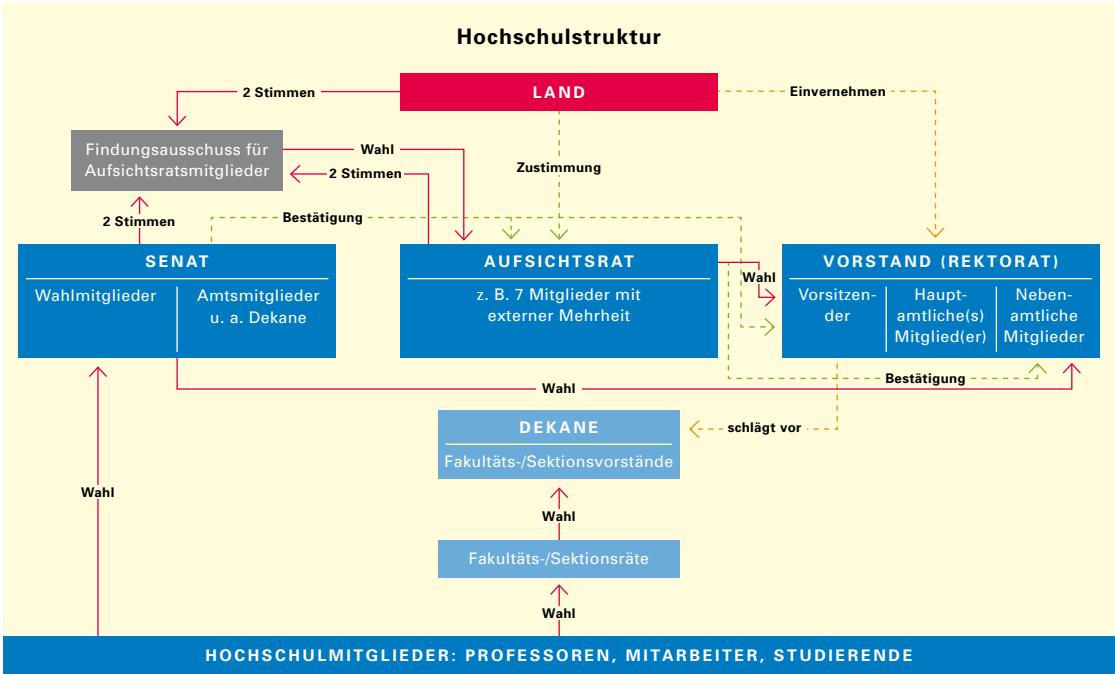 Hochschulstruktur
LAND
2 Stimmen
Einvernehmen
Findungsausschuss für
Aufsichtsratsmitglieder
Wahl
2 Stimmen
Zustimmung
2 Stimmen
Bestätigung
SENAT
Wahlmitglieder
Amtsmitglieder
u. a. Dekane
AUFSICHTSRAT
z. B. 7 Mitglieder mit
externer Mehrheit
Wahl
VORSTAND (REKTORAT)
Vorsitzen-
der
Haupt-
amtliche(s)
Mitglied(er)
Neben-
amtliche
Mitglieder
Wahl
Bestätigung
DEKANE
Fakultäts-/Sektionsvorstände
schlägt vor
Wahl
Wahl
Fakultäts-/Sektionsräte
Wahl
HOCHSCHULMITGLIEDER: PROFESSOREN, MITARBEITER, STUDIERENDE